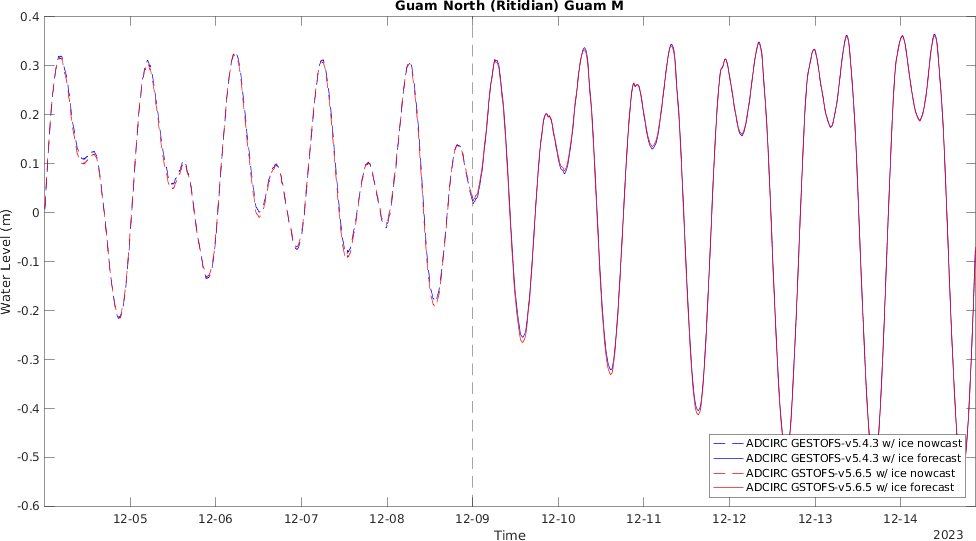 Guam North (Ritidian) Guam M
0.4
0.3
0.2
0.1
0
-0.1
-0.2
-0.3
-0.4
-0.5
-0.6
Water Level (m)
ADCIRC GESTOFS-v5.4.3 w/ ice nowcast
ADCIRC GESTOFS-v5.4.3 w/ ice forecast
ADCIRC GSTOFS-v5.6.5 w/ ice nowcast
ADCIRC GSTOFS-v5.6.5 w/ ice forecast
12-05 12-06 12-07 12-08 12-09 12-10 12-11 12-12 12-13 12-14
Time
2023